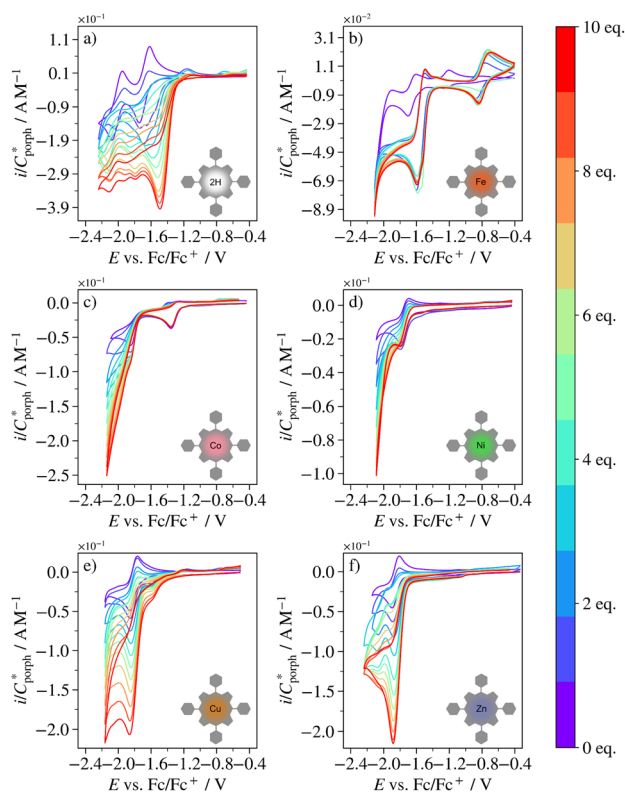 ×10⁻¹
a)
1.1
0.1
−0.9
−1.9
−2.9
−3.9
i/C*porph / AM⁻¹
2H
−2.4 −2.0 −1.6 −1.2 −0.8 −0.4
E vs. Fc/Fc⁺ / V
×10⁻²
b)
3.1
1.1
−0.9
−2.9
−4.9
−6.9
−8.9
i/C*porph / AM⁻¹
Fe
−2.4 −2.0 −1.6 −1.2 −0.8 −0.4
E vs. Fc/Fc⁺ / V
×10⁻¹
c)
0.0
−0.5
−1.0
−1.5
−2.0
−2.5
i/C*porph / AM⁻¹
Co
−2.4 −2.0 −1.6 −1.2 −0.8 −0.4
E vs. Fc/Fc⁺ / V
×10⁻¹
d)
0.0
−0.2
−0.4
−0.6
−0.8
−1.0
i/C*porph / AM⁻¹
Ni
−2.4 −2.0 −1.6 −1.2 −0.8 −0.4
E vs. Fc/Fc⁺ / V
×10⁻¹
e)
0.0
−0.5
−1.0
−1.5
−2.0
i/C*porph / AM⁻¹
Cu
−2.4 −2.0 −1.6 −1.2 −0.8 −0.4
E vs. Fc/Fc⁺ / V
×10⁻¹
f)
0.0
−0.5
−1.0
−1.5
−2.0
i/C*porph / AM⁻¹
Zn
−2.4 −2.0 −1.6 −1.2 −0.8 −0.4
E vs. Fc/Fc⁺ / V
10 eq.
8 eq.
6 eq.
4 eq.
2 eq.
0 eq.